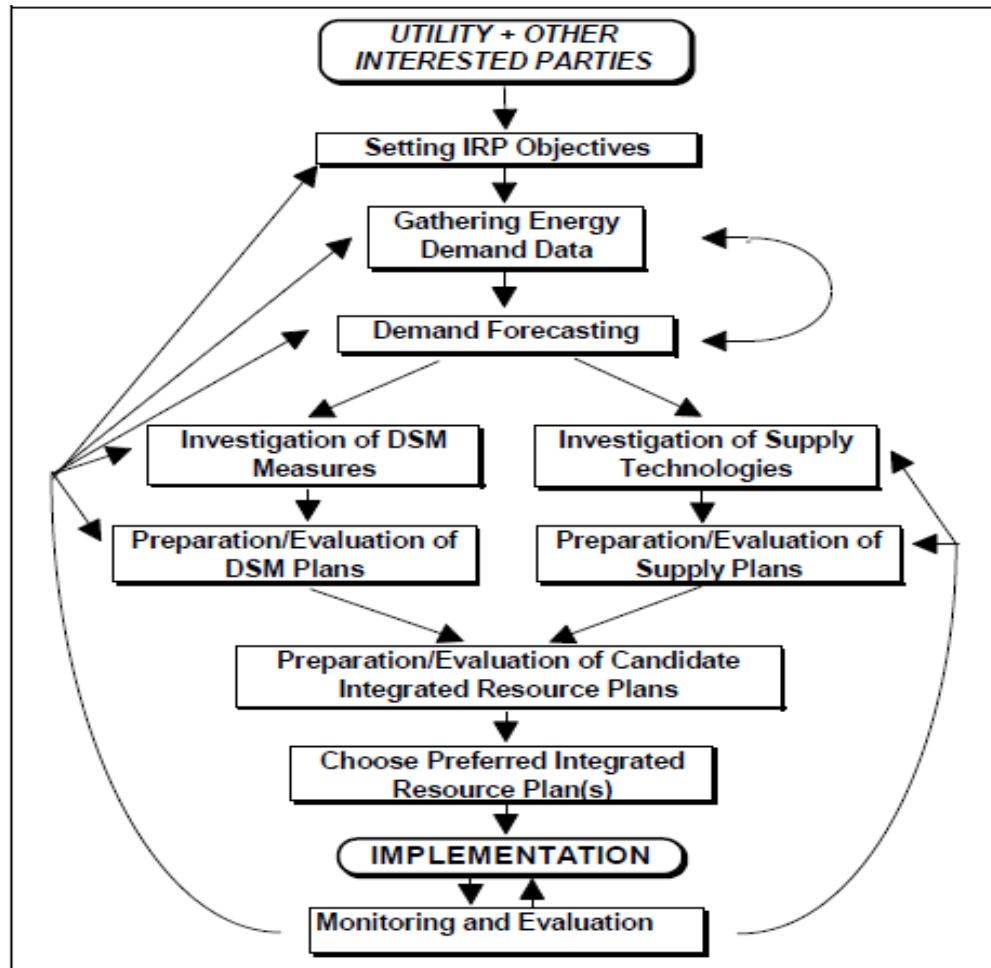 UTILITY + OTHER
INTERESTED PARTIES
Setting IRP Objectives
Gathering Energy
Demand Data
Demand Forecasting
Investigation of DSM
Measures
Investigation of Supply
Technologies
Preparation/Evaluation of
DSM Plans
Preparation/Evaluation of
Supply Plans
Preparation/Evaluation of Candidate
Integrated Resource Plans
Choose Preferred Integrated
Resource Plan(s)
IMPLEMENTATION
Monitoring and Evaluation